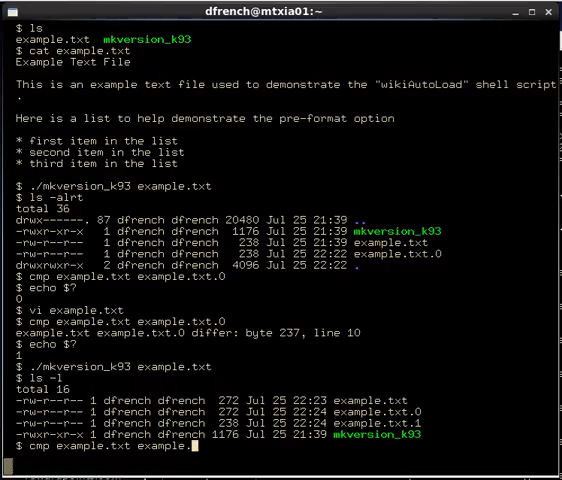 dfrench@mtxia01:~
$ ls
example.txt  mkversion_k93
$ cat example.txt
Example Text File
This is an example text file used to demonstrate the "wikiAutoLoad" shell script
.
Here is a list to help demonstrate the pre-format option
* first item in the list
* second item in the list
* third item in the list
$ ./mkversion_k93 example.txt
$ ls -alrt
total 36
drwx------. 87 dfrench dfrench 20480 Jul 25 21:39 ..
-rwxr-xr-x   1 dfrench dfrench  1176 Jul 25 21:39 mkversion_k93
-rw-r--r--   1 dfrench dfrench   238 Jul 25 21:39 example.txt
-rw-r--r--   1 dfrench dfrench   238 Jul 25 22:22 example.txt.0
drwxrwxr-x   2 dfrench dfrench  4096 Jul 25 22:22 .
$ cmp example.txt example.txt.0
$ echo $?
0
$ vi example.txt
$ cmp example.txt example.txt.0
example.txt example.txt.0 differ: byte 237, line 10
$ echo $?
1
$ ./mkversion_k93 example.txt
$ ls -l
total 16
-rw-r--r-- 1 dfrench dfrench  272 Jul 25 22:23 example.txt
-rw-r--r-- 1 dfrench dfrench  272 Jul 25 22:24 example.txt.0
-rw-r--r-- 1 dfrench dfrench  238 Jul 25 22:24 example.txt.1
-rwxr-xr-x 1 dfrench dfrench 1176 Jul 25 21:39 mkversion_k93
$ cmp example.txt example.